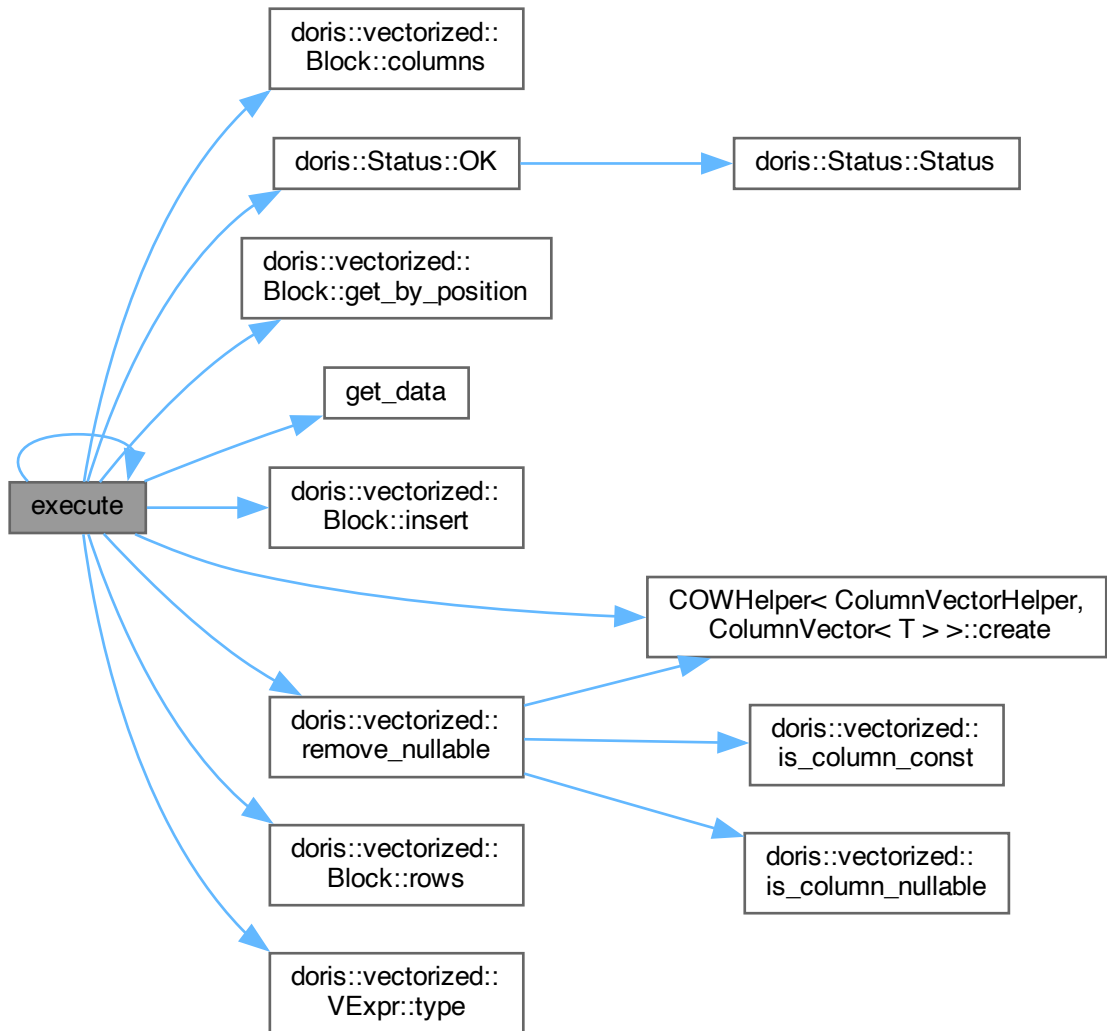 doris::vectorized::
Block::columns
doris::Status::OK
doris::Status::Status
doris::vectorized::
Block::get_by_position
get_data
execute
doris::vectorized::
Block::insert
COWHelper< ColumnVectorHelper,
ColumnVector< T > >::create
doris::vectorized::
remove_nullable
doris::vectorized::
is_column_const
doris::vectorized::
Block::rows
doris::vectorized::
is_column_nullable
doris::vectorized::
VExpr::type